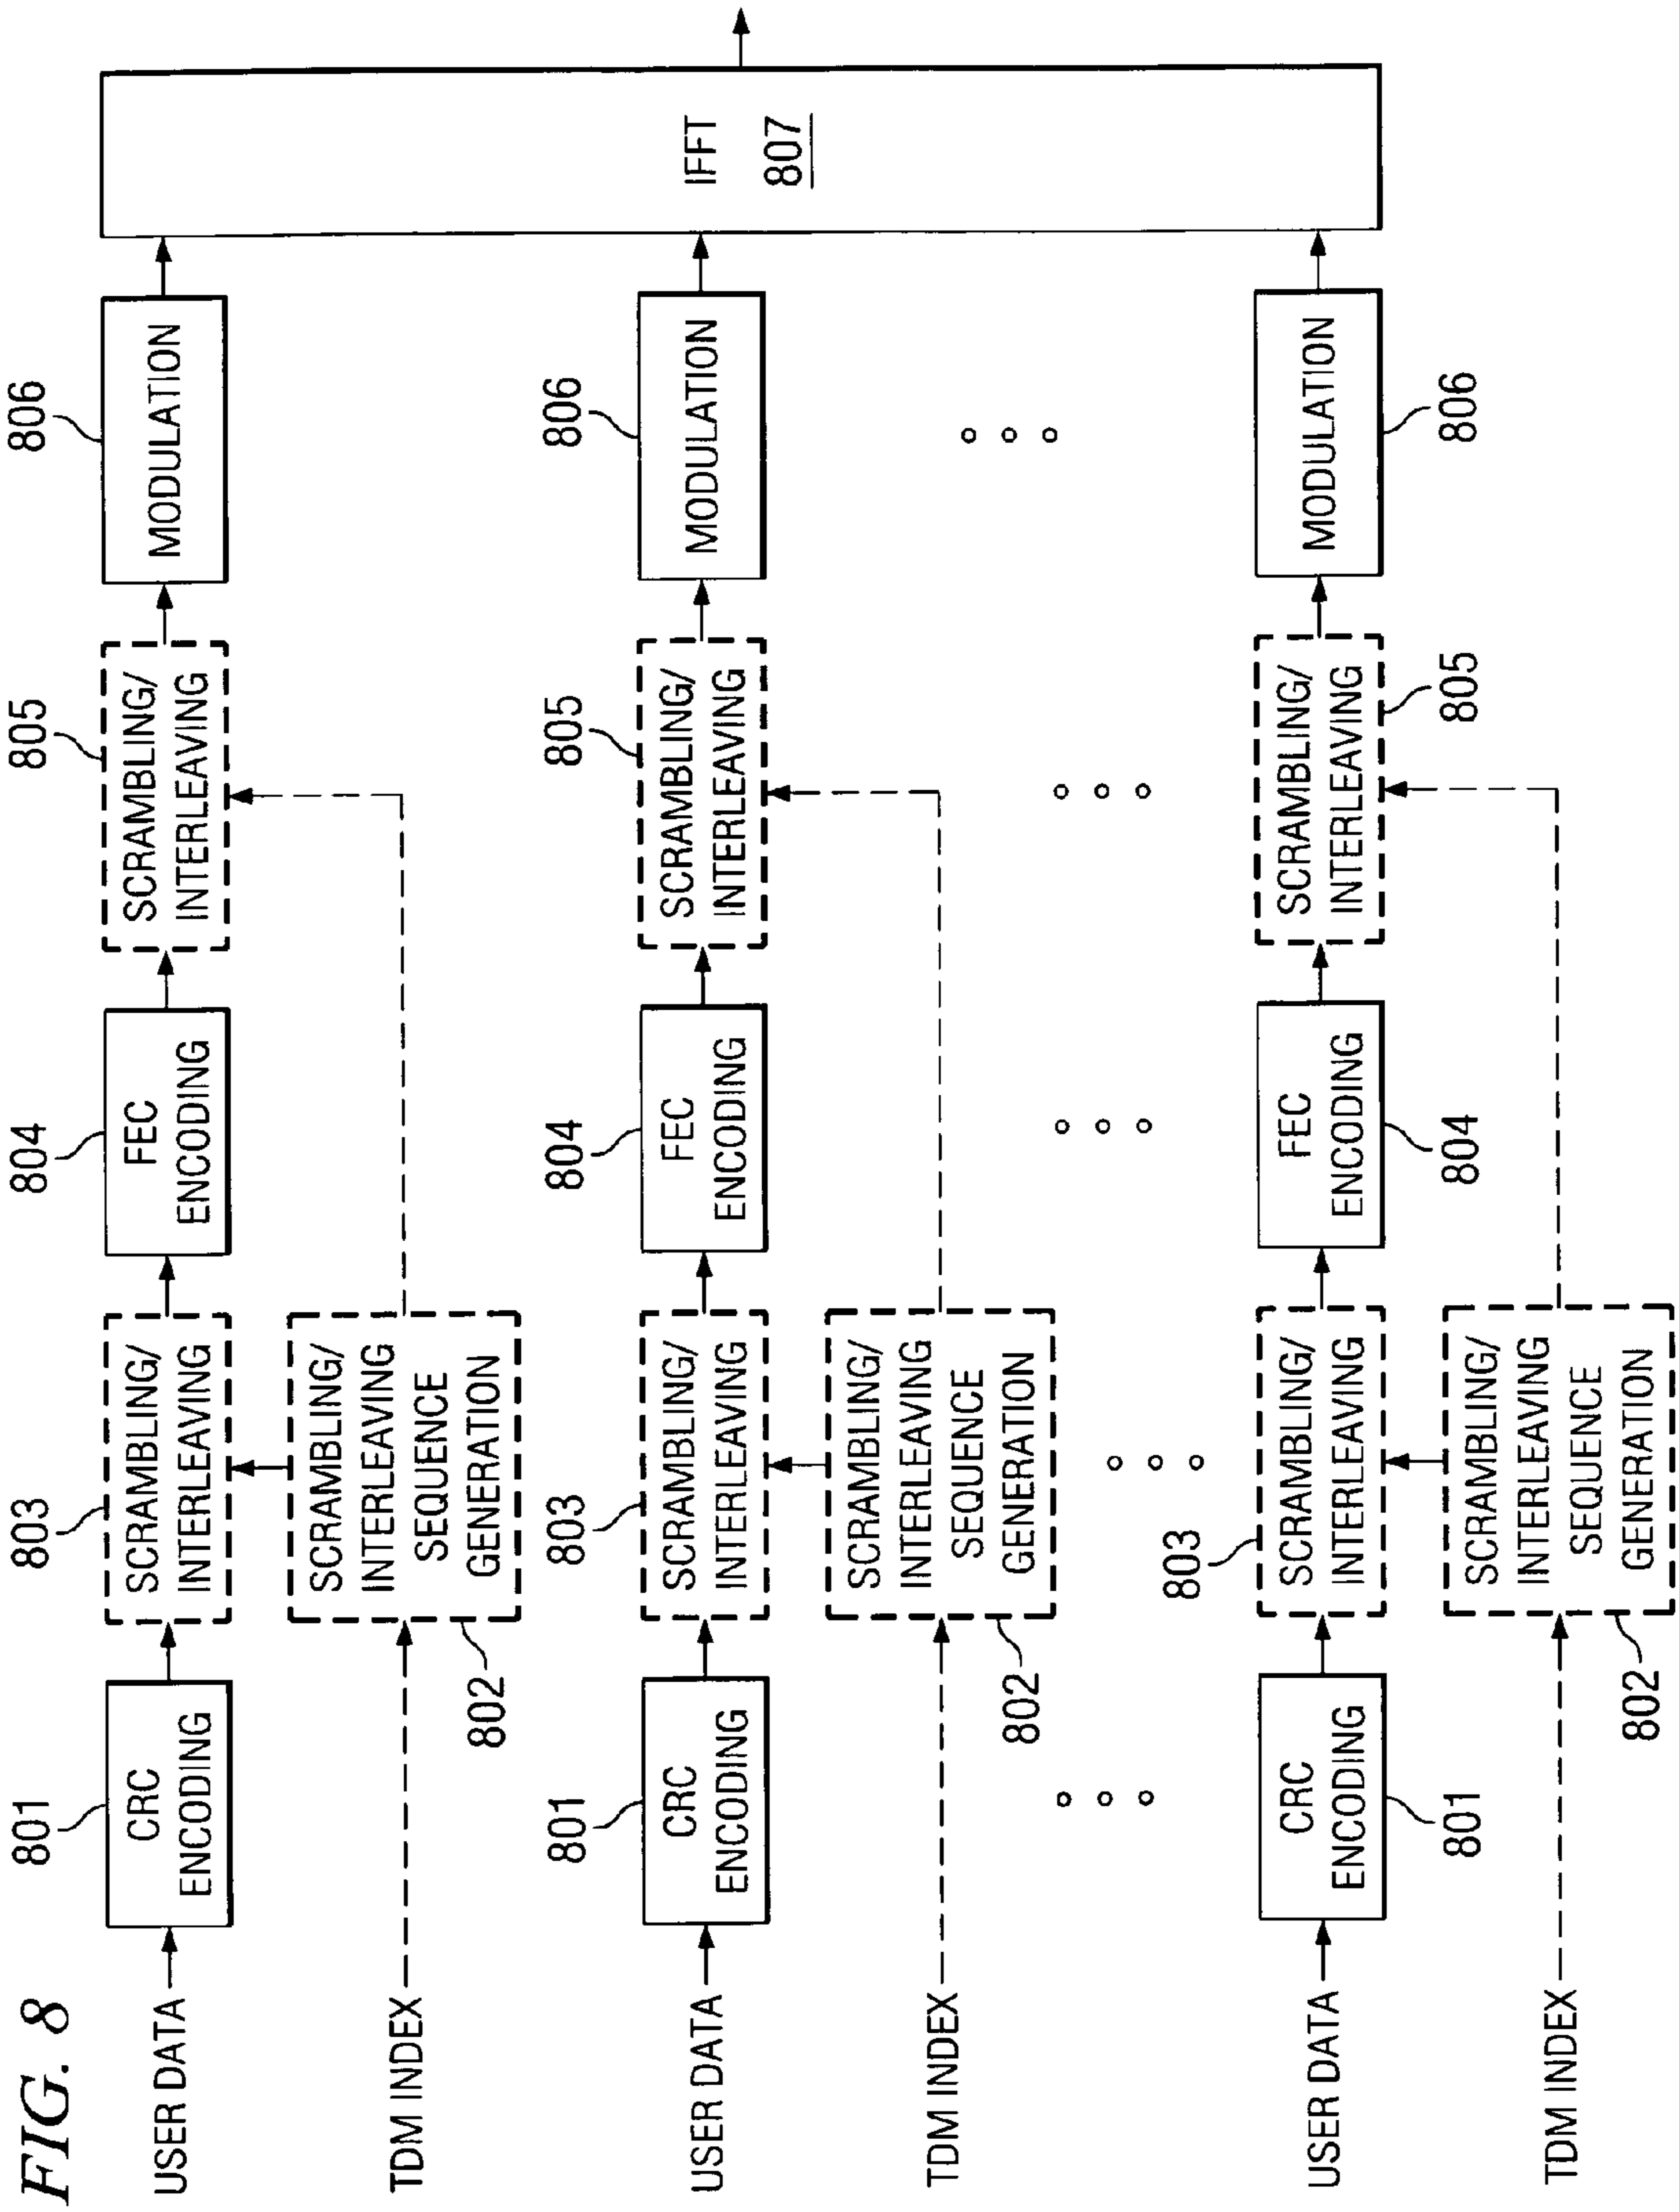 FIG. 8
801
803
804
805
806
USER DATA
CRC
ENCODING
SCRAMBLING/
INTERLEAVING
FEC
ENCODING
SCRAMBLING/
INTERLEAVING
MODULATION
TDM INDEX
802
SCRAMBLING/
INTERLEAVING
SEQUENCE
GENERATION
801
803
804
805
806
USER DATA
CRC
ENCODING
SCRAMBLING/
INTERLEAVING
FEC
ENCODING
SCRAMBLING/
INTERLEAVING
MODULATION
IFFT
807
TDM INDEX
802
SCRAMBLING/
INTERLEAVING
SEQUENCE
GENERATION
803
USER DATA
CRC
ENCODING
SCRAMBLING/
INTERLEAVING
FEC
ENCODING
SCRAMBLING/
INTERLEAVING
MODULATION
801
804
805
806
TDM INDEX
802
SCRAMBLING/
INTERLEAVING
SEQUENCE
GENERATION